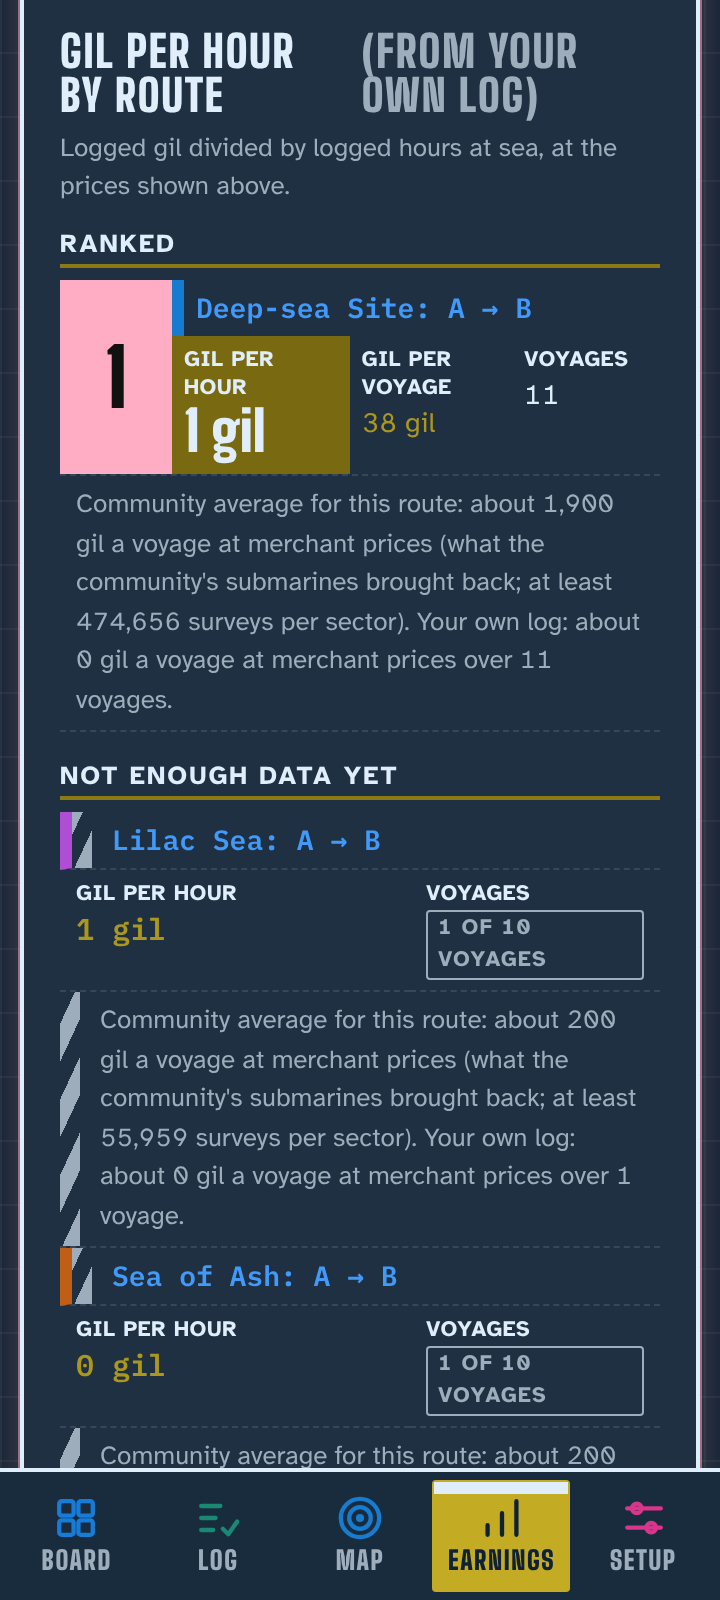 GIL PER HOUR
BY ROUTE
(FROM YOUR
OWN LOG)
Logged gil divided by logged hours at sea, at the
prices shown above.
RANKED
1
Deep-sea Site: A → B
GIL PER
HOUR
1 gil
GIL PER
VOYAGE
38 gil
VOYAGES
11
Community average for this route: about 1,900
gil a voyage at merchant prices (what the
community's submarines brought back; at least
474,656 surveys per sector). Your own log: about
0 gil a voyage at merchant prices over 11
voyages.
NOT ENOUGH DATA YET
Lilac Sea: A → B
GIL PER HOUR
1 gil
VOYAGES
1 OF 10
VOYAGES
Community average for this route: about 200
gil a voyage at merchant prices (what the
community's submarines brought back; at least
55,959 surveys per sector). Your own log:
about 0 gil a voyage at merchant prices over 1
voyage.
Sea of Ash: A → B
GIL PER HOUR
0 gil
VOYAGES
1 OF 10
VOYAGES
Community average for this route: about 200
BOARD
LOG
MAP
EARNINGS
SETUP